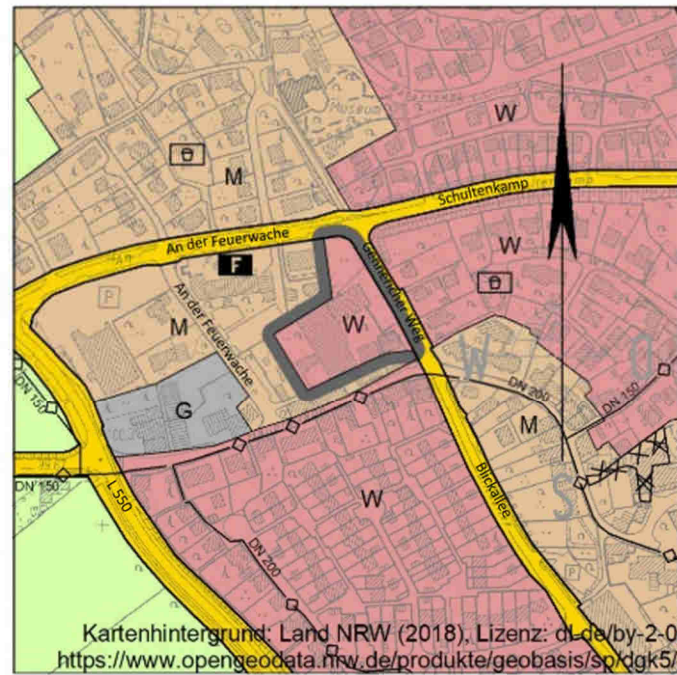 Museum
W
M
Schultenkamp
An der Feuerwache
F
W
Gennericher Weg
P
An der Feuerwache
M
W
W
O
DN 150
DN 200
DN 150
G
M
W
S
DN 150
L 550
Blickallee
DN 200
Kartenhintergrund: Land NRW (2018), Lizenz: dl-de/by-2-0
https://www.opengeodata.nrw.de/produkte/geobasis/sp/dgk5/